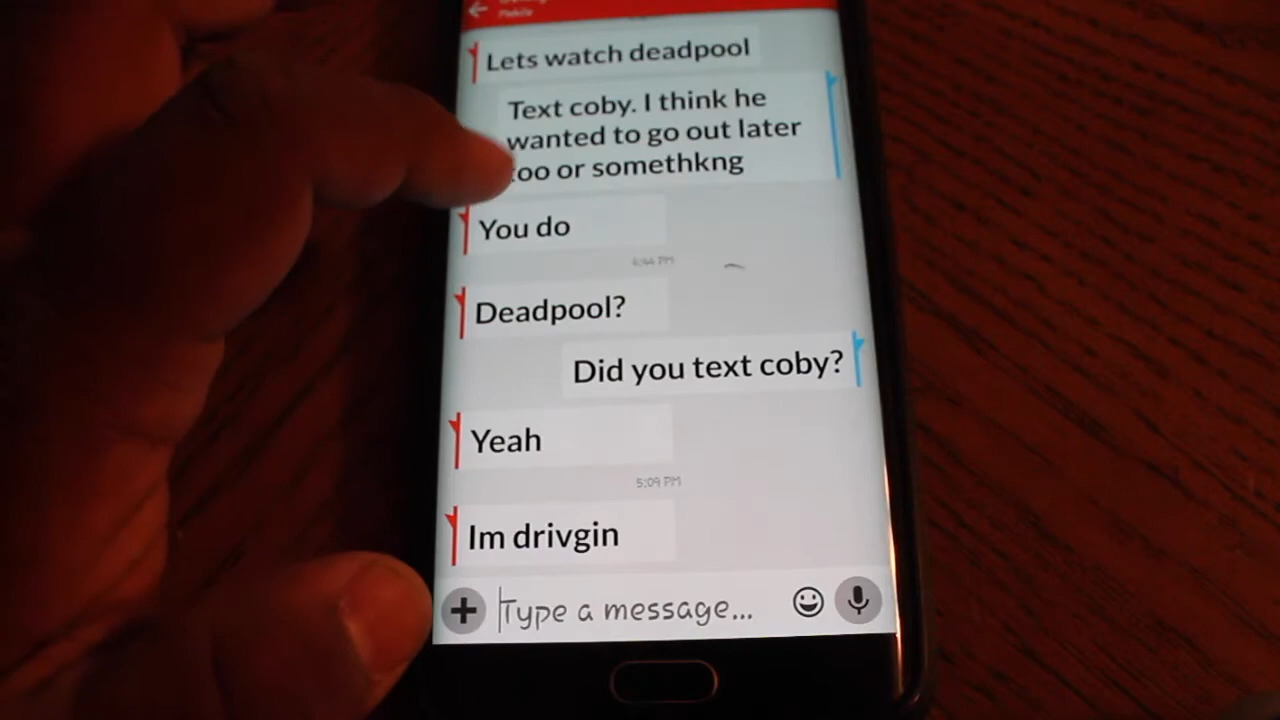 Lets watch deadpool
Text coby. I think he
wanted to go out later
too or somethkng
You do
Deadpool?
Did you text coby?
Yeah
5:09 PM
Im drivgin
Type a message...